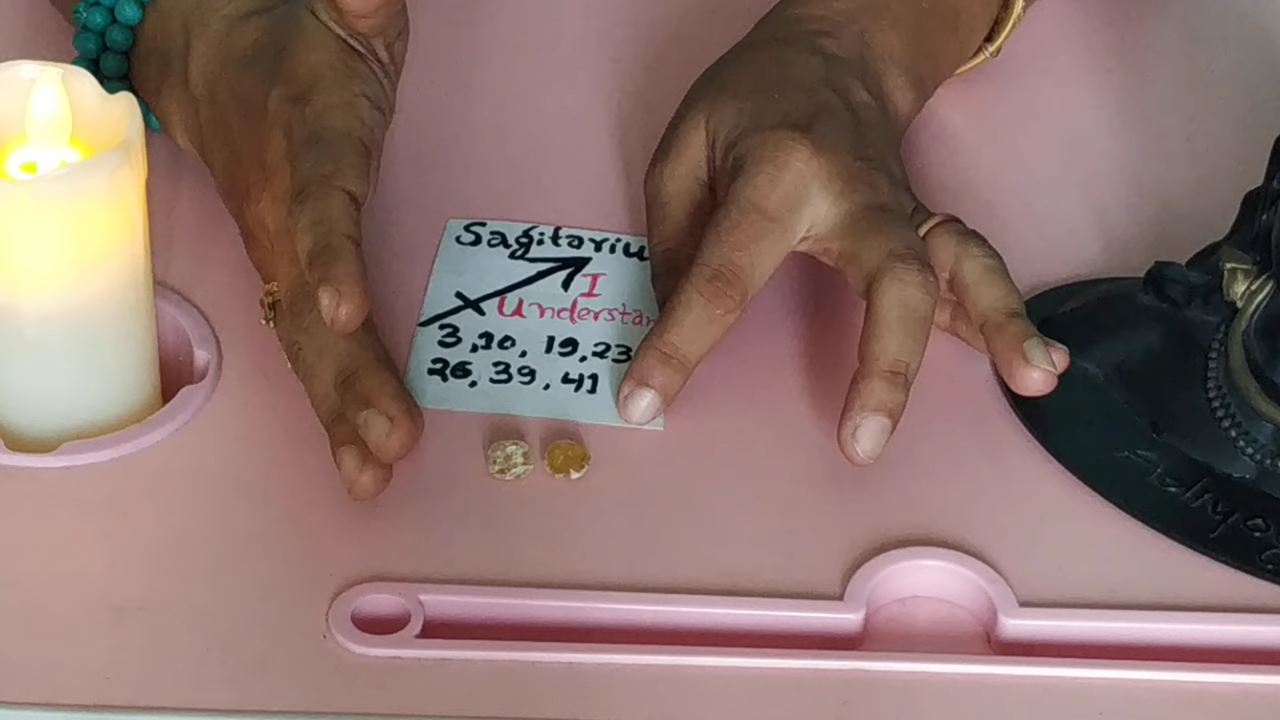 Sagitariu
I
Understan
3, 10, 19, 23
26, 39, 41